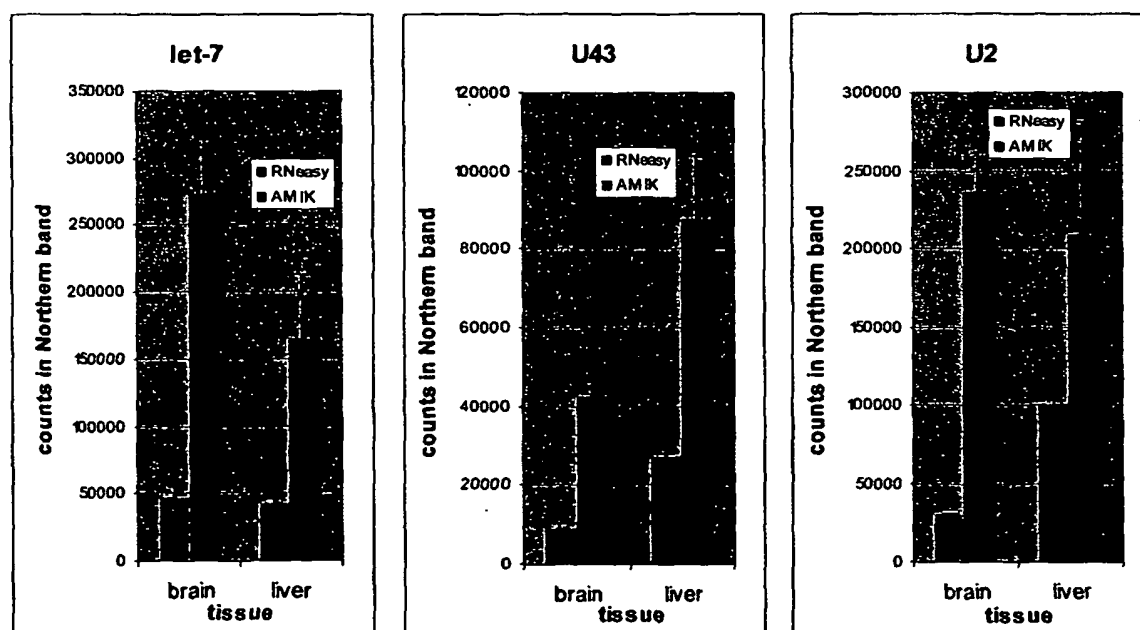 let-7
350000
300000
250000
200000
150000
100000
50000
0
counts in Northern band
RNeasy
AMIK
brain
liver
tissue
U43
120000
100000
80000
60000
40000
20000
0
counts in Northern band
RNeasy
AMIK
brain
liver
tissue
U2
300000
250000
200000
150000
100000
50000
0
counts in Northern band
RNeasy
AMIK
brain
liver
tissue